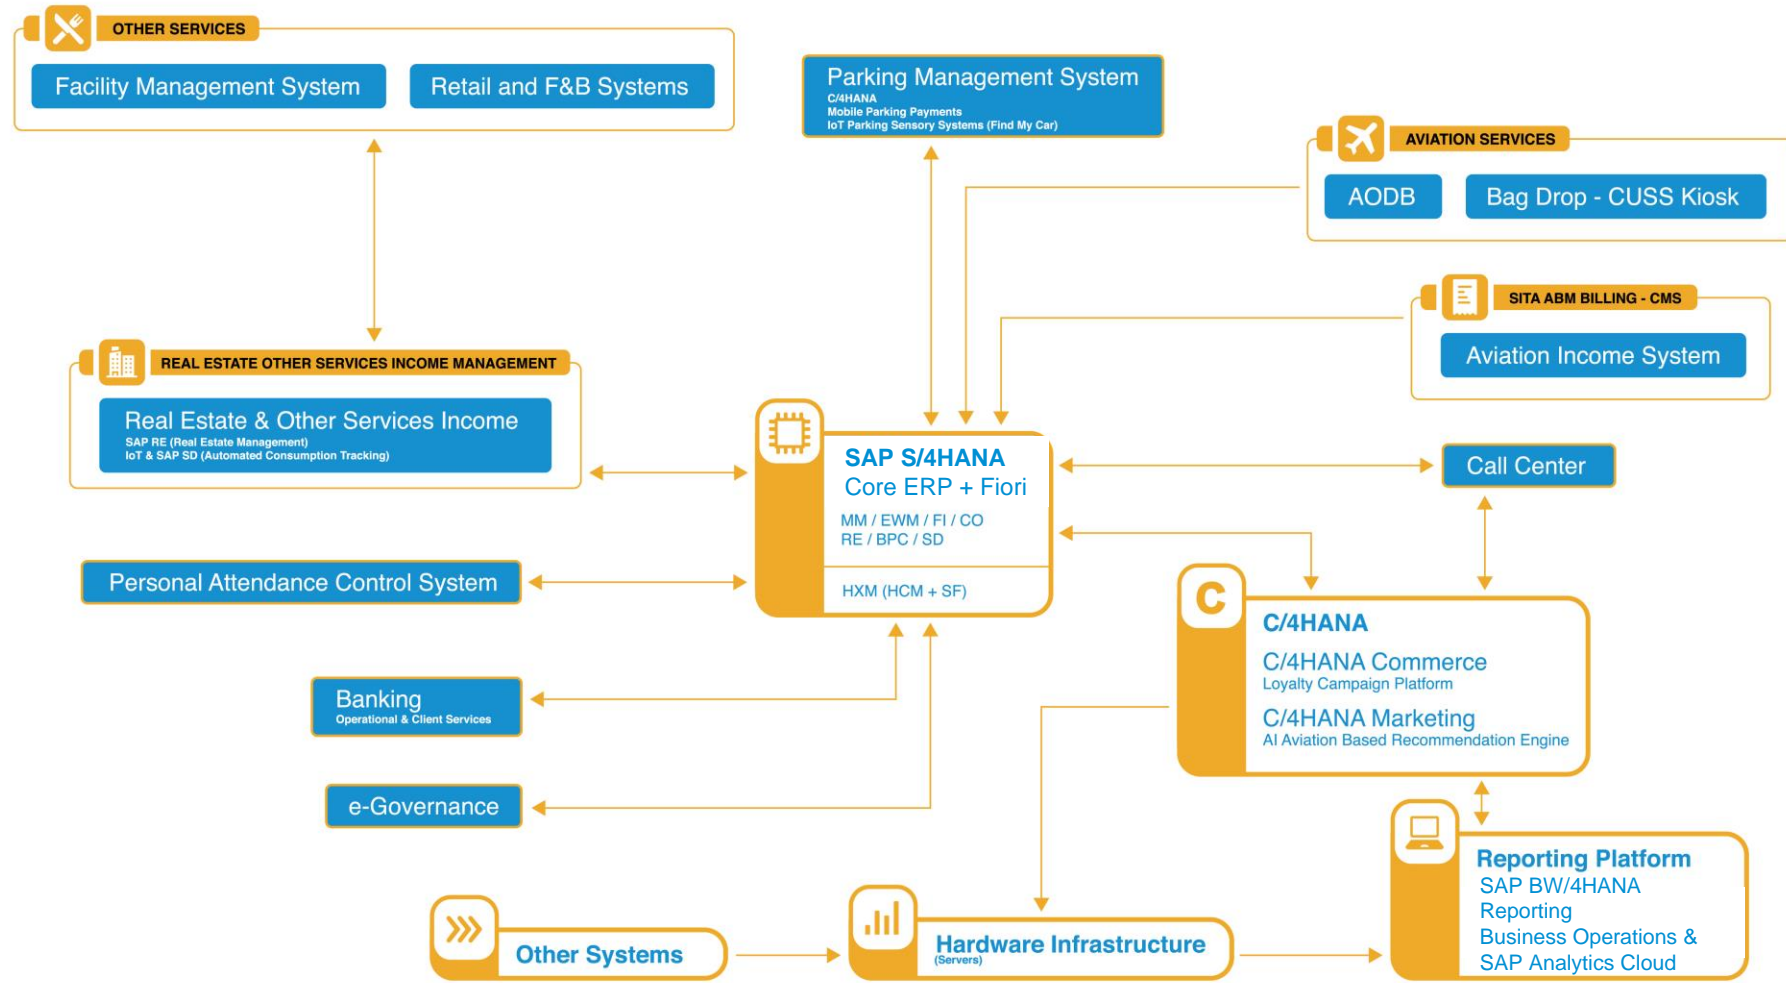 OTHER SERVICES
Facility Management System
Retail and F&B Systems
Parking Management System
C/4HANA
Mobile Parking Payments
IoT Parking Sensory Systems (Find My Car)
AVIATION SERVICES
AODB
Bag Drop - CUSS Kiosk
SITA ABM BILLING - CMS
Aviation Income System
REAL ESTATE OTHER SERVICES INCOME MANAGEMENT
Real Estate & Other Services Income
SAP RE (Real Estate Management)
IoT & SAP SD (Automated Consumption Tracking)
SAP S/4HANA
Core ERP + Fiori
MM / EWM / FI / CO
RE / BPC / SD
HXM (HCM + SF)
Call Center
Personal Attendance Control System
C
C/4HANA
C/4HANA Commerce
Loyalty Campaign Platform
C/4HANA Marketing
AI Aviation Based Recommendation Engine
Banking
Operational & Client Services
e-Governance
Reporting Platform
SAP BW/4HANA
Reporting
Business Operations &
SAP Analytics Cloud
Other Systems
Hardware Infrastructure
(Servers)